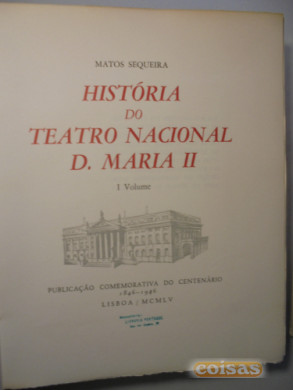 MATOS SEQUEIRA
HISTÓRIA
DO
TEATRO NACIONAL
D. MARIA II
I Volume
PUBLICAÇÃO COMEMORATIVA DO CENTENÁRIO
1846-1946
LISBOA / MCMLV
coisas